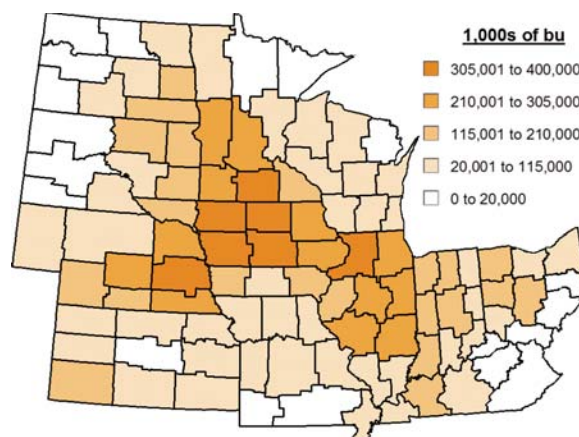 1,000s of bu
305,001 to 400,000
210,001 to 305,000
115,001 to 210,000
20,001 to 115,000
0 to 20,000